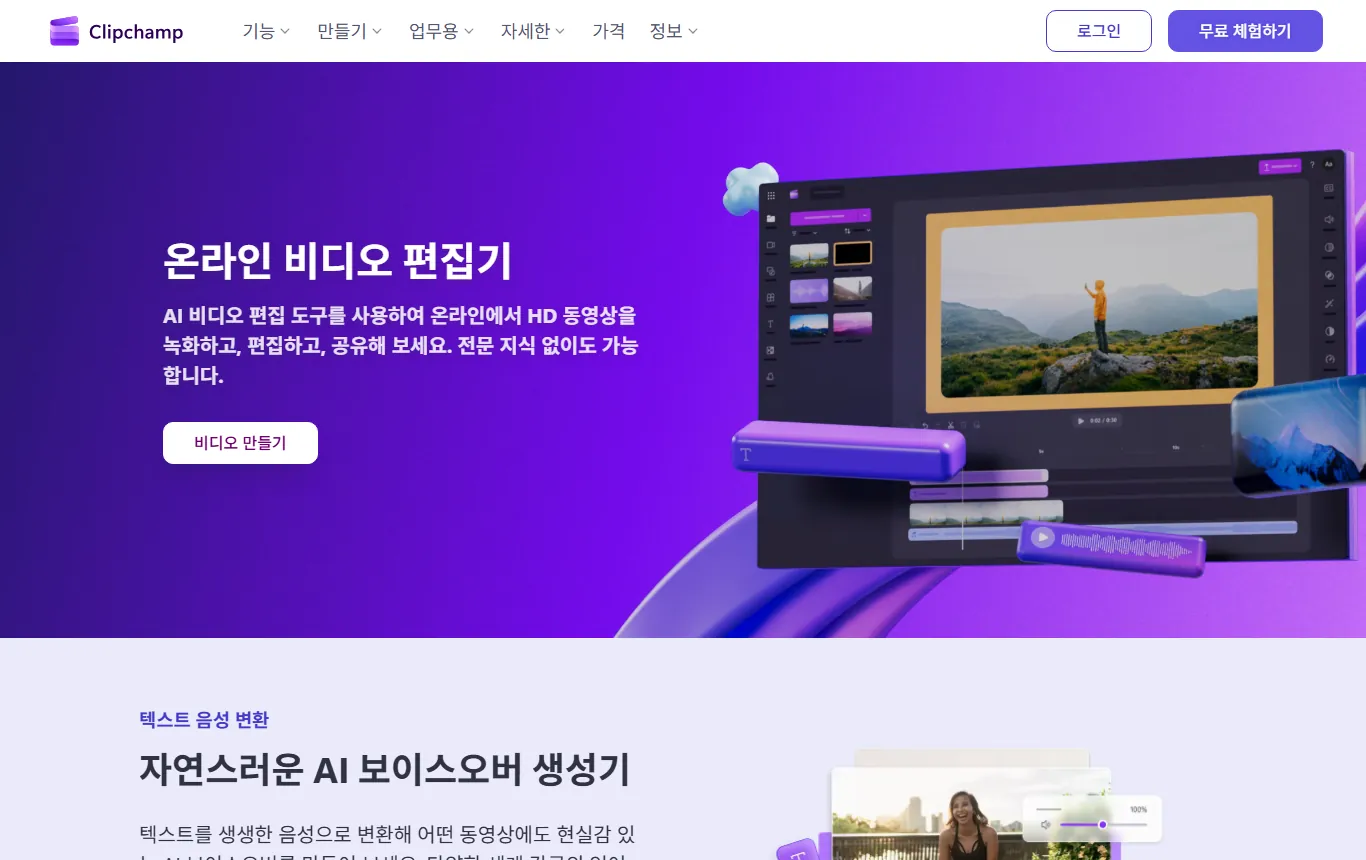 Clipchamp
기능
만들기
업무용
자세한
가격
정보
로그인
무료 체험하기
온라인 비디오 편집기
AI 비디오 편집 도구를 사용하여 온라인에서 HD 동영상을
녹화하고, 편집하고, 공유해 보세요. 전문 지식 없이도 가능
합니다.
비디오 만들기
텍스트 음성 변환
자연스러운 AI 보이스오버 생성기
텍스트를 생생한 음성으로 변환해 어떤 동영상에도 현실감 있
100%